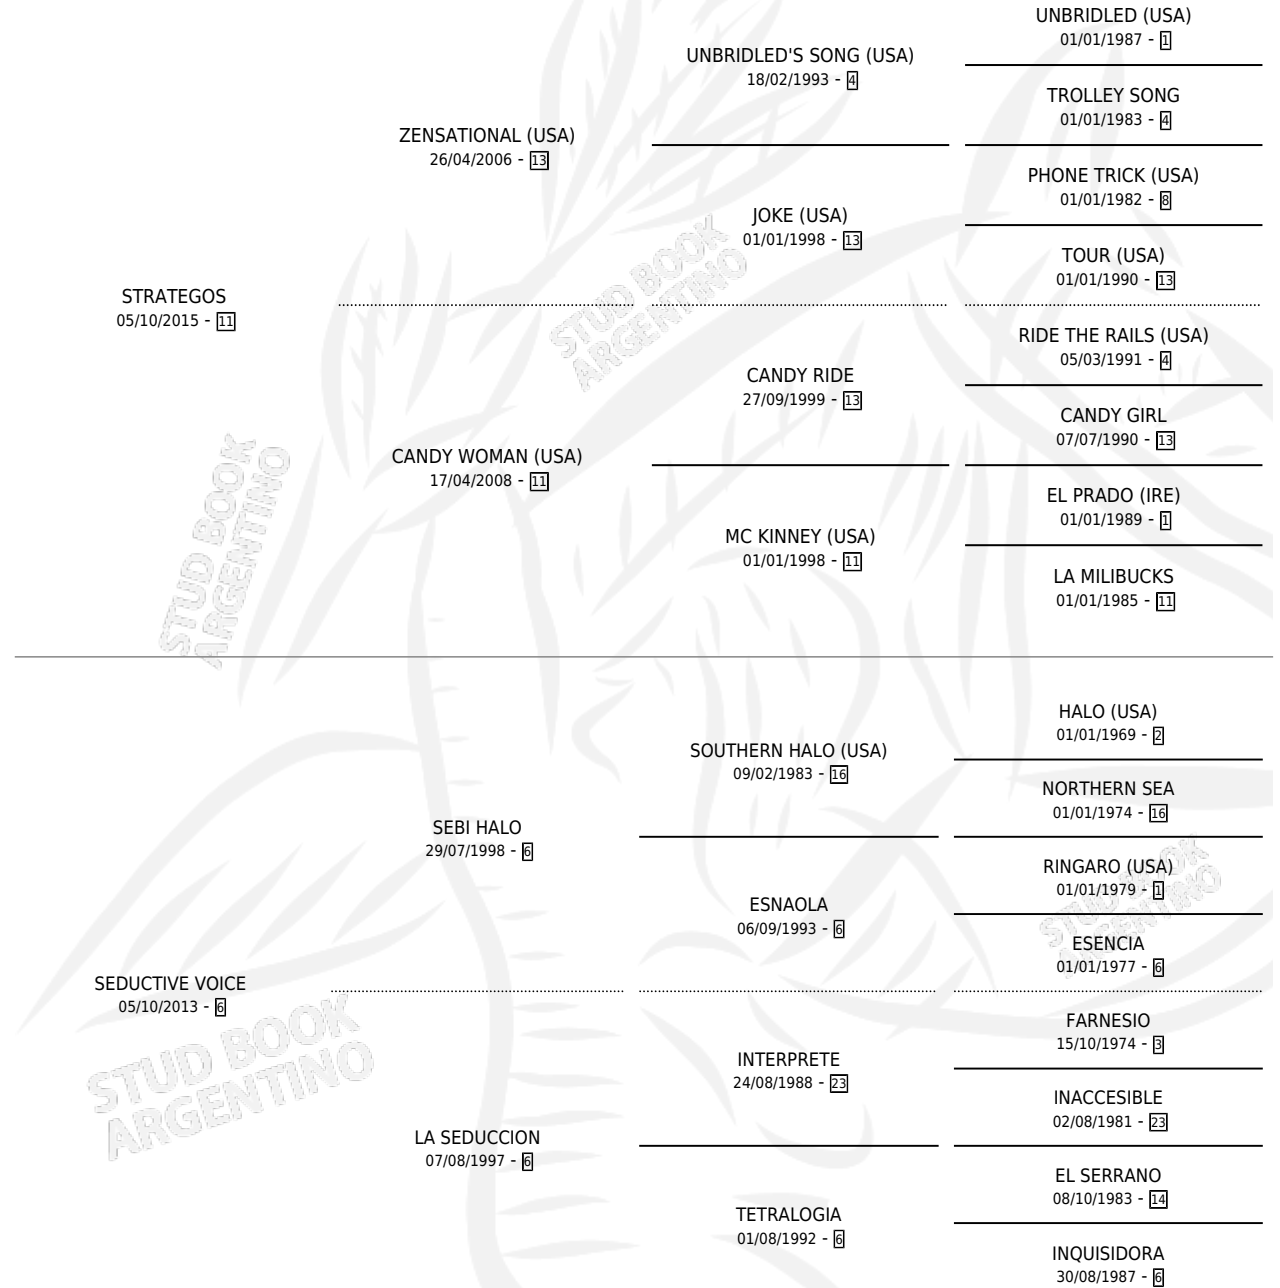 UNBRIDLED (USA)
01/01/1987 - 1
UNBRIDLED'S SONG (USA)
18/02/1993 - 4
TROLLEY SONG
01/01/1983 - 4
ZENSATIONAL (USA)
26/04/2006 - 13
PHONE TRICK (USA)
01/01/1982 - 8
JOKE (USA)
01/01/1998 - 13
TOUR (USA)
01/01/1990 - 13
STRATEGOS
05/10/2015 - 11
RIDE THE RAILS (USA)
05/03/1991 - 4
CANDY RIDE
27/09/1999 - 13
CANDY GIRL
07/07/1990 - 13
CANDY WOMAN (USA)
17/04/2008 - 11
EL PRADO (IRE)
01/01/1989 - 1
MC KINNEY (USA)
01/01/1998 - 11
LA MILIBUCKS
01/01/1985 - 11
HALO (USA)
01/01/1969 - 2
SOUTHERN HALO (USA)
09/02/1983 - 16
NORTHERN SEA
01/01/1974 - 16
SEBI HALO
29/07/1998 - 6
RINGARO (USA)
01/01/1979 - 1
ESNAOLA
06/09/1993 - 6
ESENCIA
01/01/1977 - 6
SEDUCTIVE VOICE
05/10/2013 - 6
FARNESIO
15/10/1974 - 3
INTERPRETE
24/08/1988 - 23
INACCESIBLE
02/08/1981 - 23
LA SEDUCCION
07/08/1997 - 6
EL SERRANO
08/10/1983 - 14
TETRALOGIA
01/08/1992 - 6
INQUISIDORA
30/08/1987 - 6
STUD BOOK
ARGENTINO
STUD BOOK
ARGENTINO
STUD BOOK
ARGENTINO
STUD BOOK
ARGENTINO